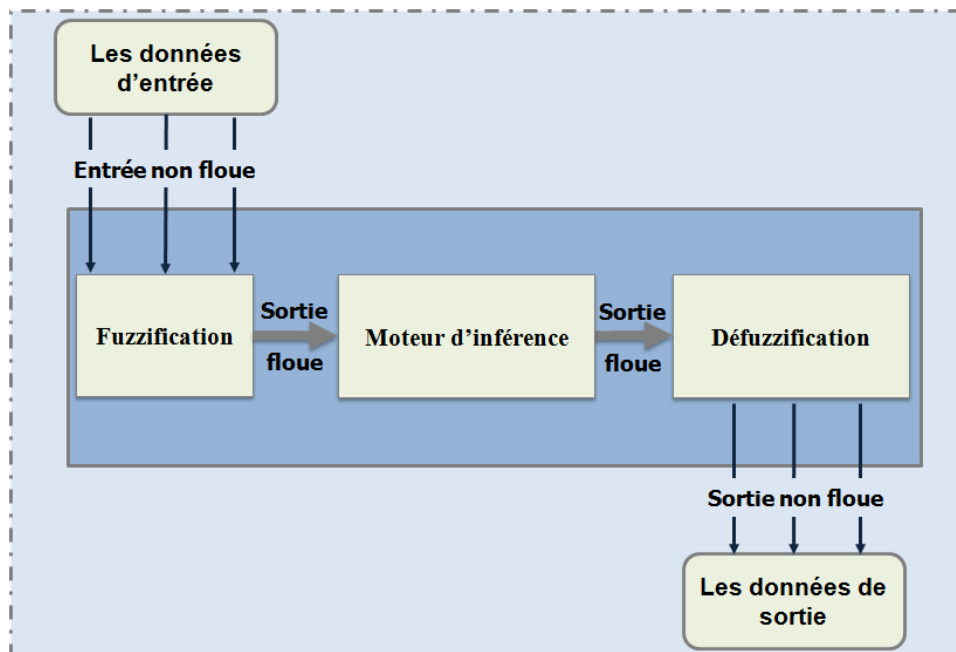 Les données
d'entrée
Entrée non floue
Fuzzification
Sortie
floue
Moteur d'inférence
Sortie
floue
Défuzzification
Sortie non floue
Les données de
sortie